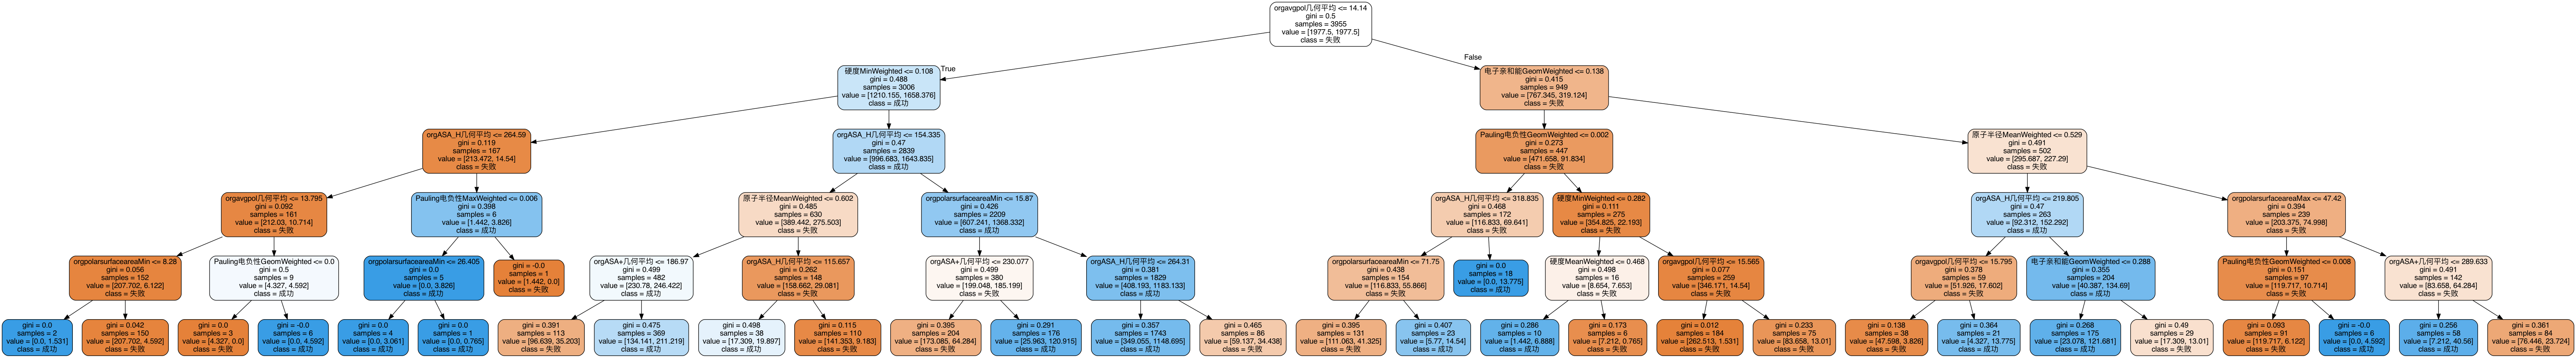 orgavgpol几何平均 <= 14.14
gini = 0.5
samples = 3955
value = [1977.5, 1977.5]
class = 失败
True
False
硬度MinWeighted <= 0.108
gini = 0.488
samples = 3006
value = [1210.155, 1658.376]
class = 成功
电子亲和能GeomWeighted <= 0.138
gini = 0.415
samples = 949
value = [767.345, 319.124]
class = 失败
orgASA_H几何平均 <= 264.59
gini = 0.119
samples = 167
value = [213.472, 14.54]
class = 失败
orgASA_H几何平均 <= 154.335
gini = 0.47
samples = 2839
value = [996.683, 1643.835]
class = 成功
Pauling电负性GeomWeighted <= 0.002
gini = 0.273
samples = 447
value = [471.658, 91.834]
class = 失败
原子半径MeanWeighted <= 0.529
gini = 0.491
samples = 502
value = [295.687, 227.29]
class = 失败
orgavgpol几何平均 <= 13.795
gini = 0.092
samples = 161
value = [212.03, 10.714]
class = 失败
Pauling电负性MaxWeighted <= 0.006
gini = 0.398
samples = 6
value = [1.442, 3.826]
class = 成功
原子半径MeanWeighted <= 0.602
gini = 0.485
samples = 630
value = [389.442, 275.503]
class = 失败
orgpolarsurfaceareaMin <= 15.87
gini = 0.426
samples = 2209
value = [607.241, 1368.332]
class = 成功
orgASA_H几何平均 <= 318.835
gini = 0.468
samples = 172
value = [116.833, 69.641]
class = 失败
硬度MinWeighted <= 0.282
gini = 0.111
samples = 275
value = [354.825, 22.193]
class = 失败
orgASA_H几何平均 <= 219.805
gini = 0.47
samples = 263
value = [92.312, 152.292]
class = 成功
orgpolarsurfaceareaMax <= 47.42
gini = 0.394
samples = 239
value = [203.375, 74.998]
class = 失败
orgpolarsurfaceareaMin <= 8.28
gini = 0.056
samples = 152
value = [207.702, 6.122]
class = 失败
Pauling电负性GeomWeighted <= 0.0
gini = 0.5
samples = 9
value = [4.327, 4.592]
class = 成功
orgpolarsurfaceareaMin <= 26.405
gini = 0.0
samples = 5
value = [0.0, 3.826]
class = 成功
gini = -0.0
samples = 1
value = [1.442, 0.0]
class = 失败
orgASA+几何平均 <= 186.97
gini = 0.499
samples = 482
value = [230.78, 246.422]
class = 成功
orgASA_H几何平均 <= 115.657
gini = 0.262
samples = 148
value = [158.662, 29.081]
class = 失败
orgASA+几何平均 <= 230.077
gini = 0.499
samples = 380
value = [199.048, 185.199]
class = 失败
orgASA_H几何平均 <= 264.31
gini = 0.381
samples = 1829
value = [408.193, 1183.133]
class = 成功
orgpolarsurfaceareaMin <= 71.75
gini = 0.438
samples = 154
value = [116.833, 55.866]
class = 失败
gini = 0.0
samples = 18
value = [0.0, 13.775]
class = 成功
硬度MeanWeighted <= 0.468
gini = 0.498
samples = 16
value = [8.654, 7.653]
class = 失败
orgavgpol几何平均 <= 15.565
gini = 0.077
samples = 259
value = [346.171, 14.54]
class = 失败
orgavgpol几何平均 <= 15.795
gini = 0.378
samples = 59
value = [51.926, 17.602]
class = 失败
电子亲和能GeomWeighted <= 0.288
gini = 0.355
samples = 204
value = [40.387, 134.69]
class = 成功
Pauling电负性GeomWeighted <= 0.008
gini = 0.151
samples = 97
value = [119.717, 10.714]
class = 失败
orgASA+几何平均 <= 289.633
gini = 0.491
samples = 142
value = [83.658, 64.284]
class = 失败
gini = 0.0
samples = 2
value = [0.0, 1.531]
class = 成功
gini = 0.042
samples = 150
value = [207.702, 4.592]
class = 失败
gini = 0.0
samples = 3
value = [4.327, 0.0]
class = 失败
gini = -0.0
samples = 6
value = [0.0, 4.592]
class = 成功
gini = 0.0
samples = 4
value = [0.0, 3.061]
class = 成功
gini = 0.0
samples = 1
value = [0.0, 0.765]
class = 成功
gini = 0.391
samples = 113
value = [96.639, 35.203]
class = 失败
gini = 0.475
samples = 369
value = [134.141, 211.219]
class = 成功
gini = 0.498
samples = 38
value = [17.309, 19.897]
class = 成功
gini = 0.115
samples = 110
value = [141.353, 9.183]
class = 失败
gini = 0.395
samples = 204
value = [173.085, 64.284]
class = 失败
gini = 0.291
samples = 176
value = [25.963, 120.915]
class = 成功
gini = 0.357
samples = 1743
value = [349.055, 1148.695]
class = 成功
gini = 0.465
samples = 86
value = [59.137, 34.438]
class = 失败
gini = 0.395
samples = 131
value = [111.063, 41.325]
class = 失败
gini = 0.407
samples = 23
value = [5.77, 14.54]
class = 成功
gini = 0.286
samples = 10
value = [1.442, 6.888]
class = 成功
gini = 0.173
samples = 6
value = [7.212, 0.765]
class = 失败
gini = 0.012
samples = 184
value = [262.513, 1.531]
class = 失败
gini = 0.233
samples = 75
value = [83.658, 13.01]
class = 失败
gini = 0.138
samples = 38
value = [47.598, 3.826]
class = 失败
gini = 0.364
samples = 21
value = [4.327, 13.775]
class = 成功
gini = 0.268
samples = 175
value = [23.078, 121.681]
class = 成功
gini = 0.49
samples = 29
value = [17.309, 13.01]
class = 失败
gini = 0.093
samples = 91
value = [119.717, 6.122]
class = 失败
gini = -0.0
samples = 6
value = [0.0, 4.592]
class = 成功
gini = 0.256
samples = 58
value = [7.212, 40.56]
class = 成功
gini = 0.361
samples = 84
value = [76.446, 23.724]
class = 失败